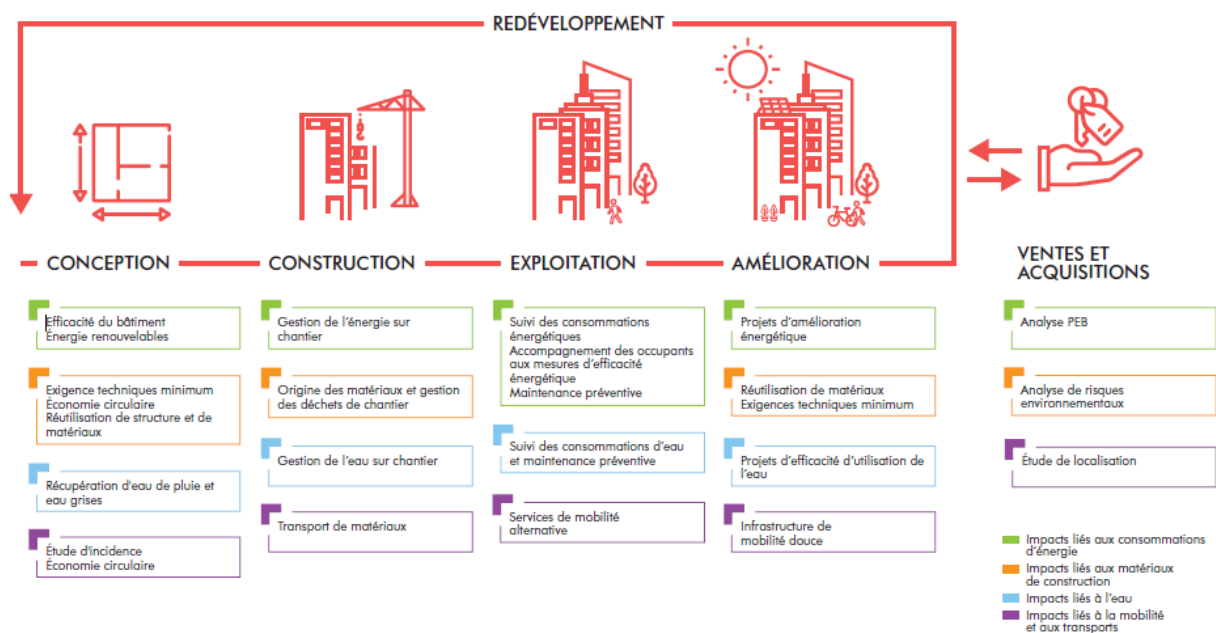 REDÉVELOPPEMENT
CONCEPTION
Efficacité du bâtiment
Énergie renouvelables
Exigence techniques minimum
Économie circulaire
Réutilisation de structure et de
matériaux
Récupération d'eau de pluie et
eau grises
Étude d'incidence
Économie circulaire
CONSTRUCTION
Gestion de l'énergie sur
chantier
Origine des matériaux et gestion
des déchets de chantier
Gestion de l'eau sur chantier
Transport de matériaux
EXPLOITATION
Suivi des consommations
énergétiques
Accompagnement des occupants
aux mesures d'efficacité
énergétique
Maintenance préventive
Suivi des consommations d'eau
et maintenance préventive
Services de mobilité
alternative
AMÉLIORATION
Projets d'amélioration
énergétique
Réutilisation de matériaux
Exigences techniques minimum
Projets d'efficacité d'utilisation de
l'eau
Infrastructure de
mobilité douce
VENTES ET
ACQUISITIONS
Analyse PEB
Analyse de risques
environnementaux
Étude de localisation
Impacts liés aux consommations
d'énergie
Impacts liés aux matériaux
de construction
Impacts liés à l'eau
Impacts liés à la mobilité
et aux transports